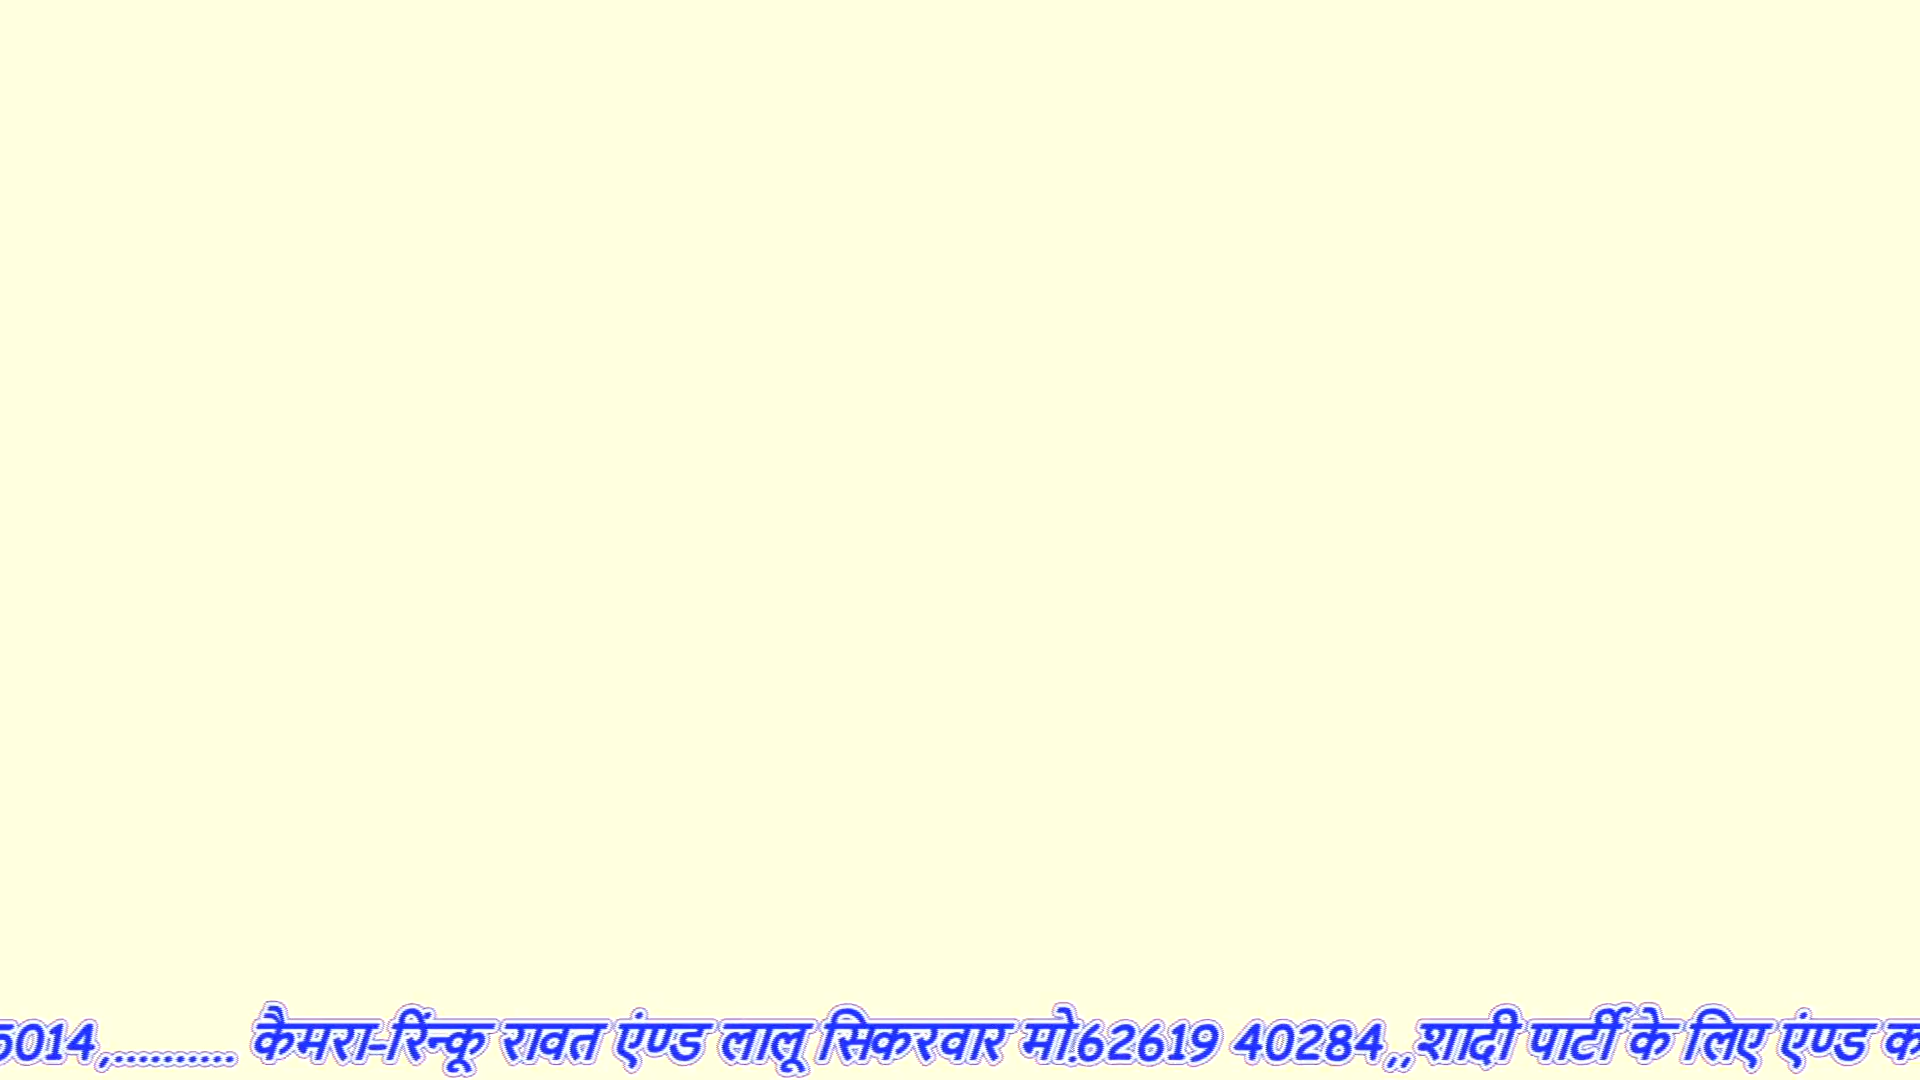 5014,.......... कैमरा-रिंन्कू रावत एंण्ड लालू सिकरवार मो.62619 40284,,शादी पार्टी के लिए एंण्ड क